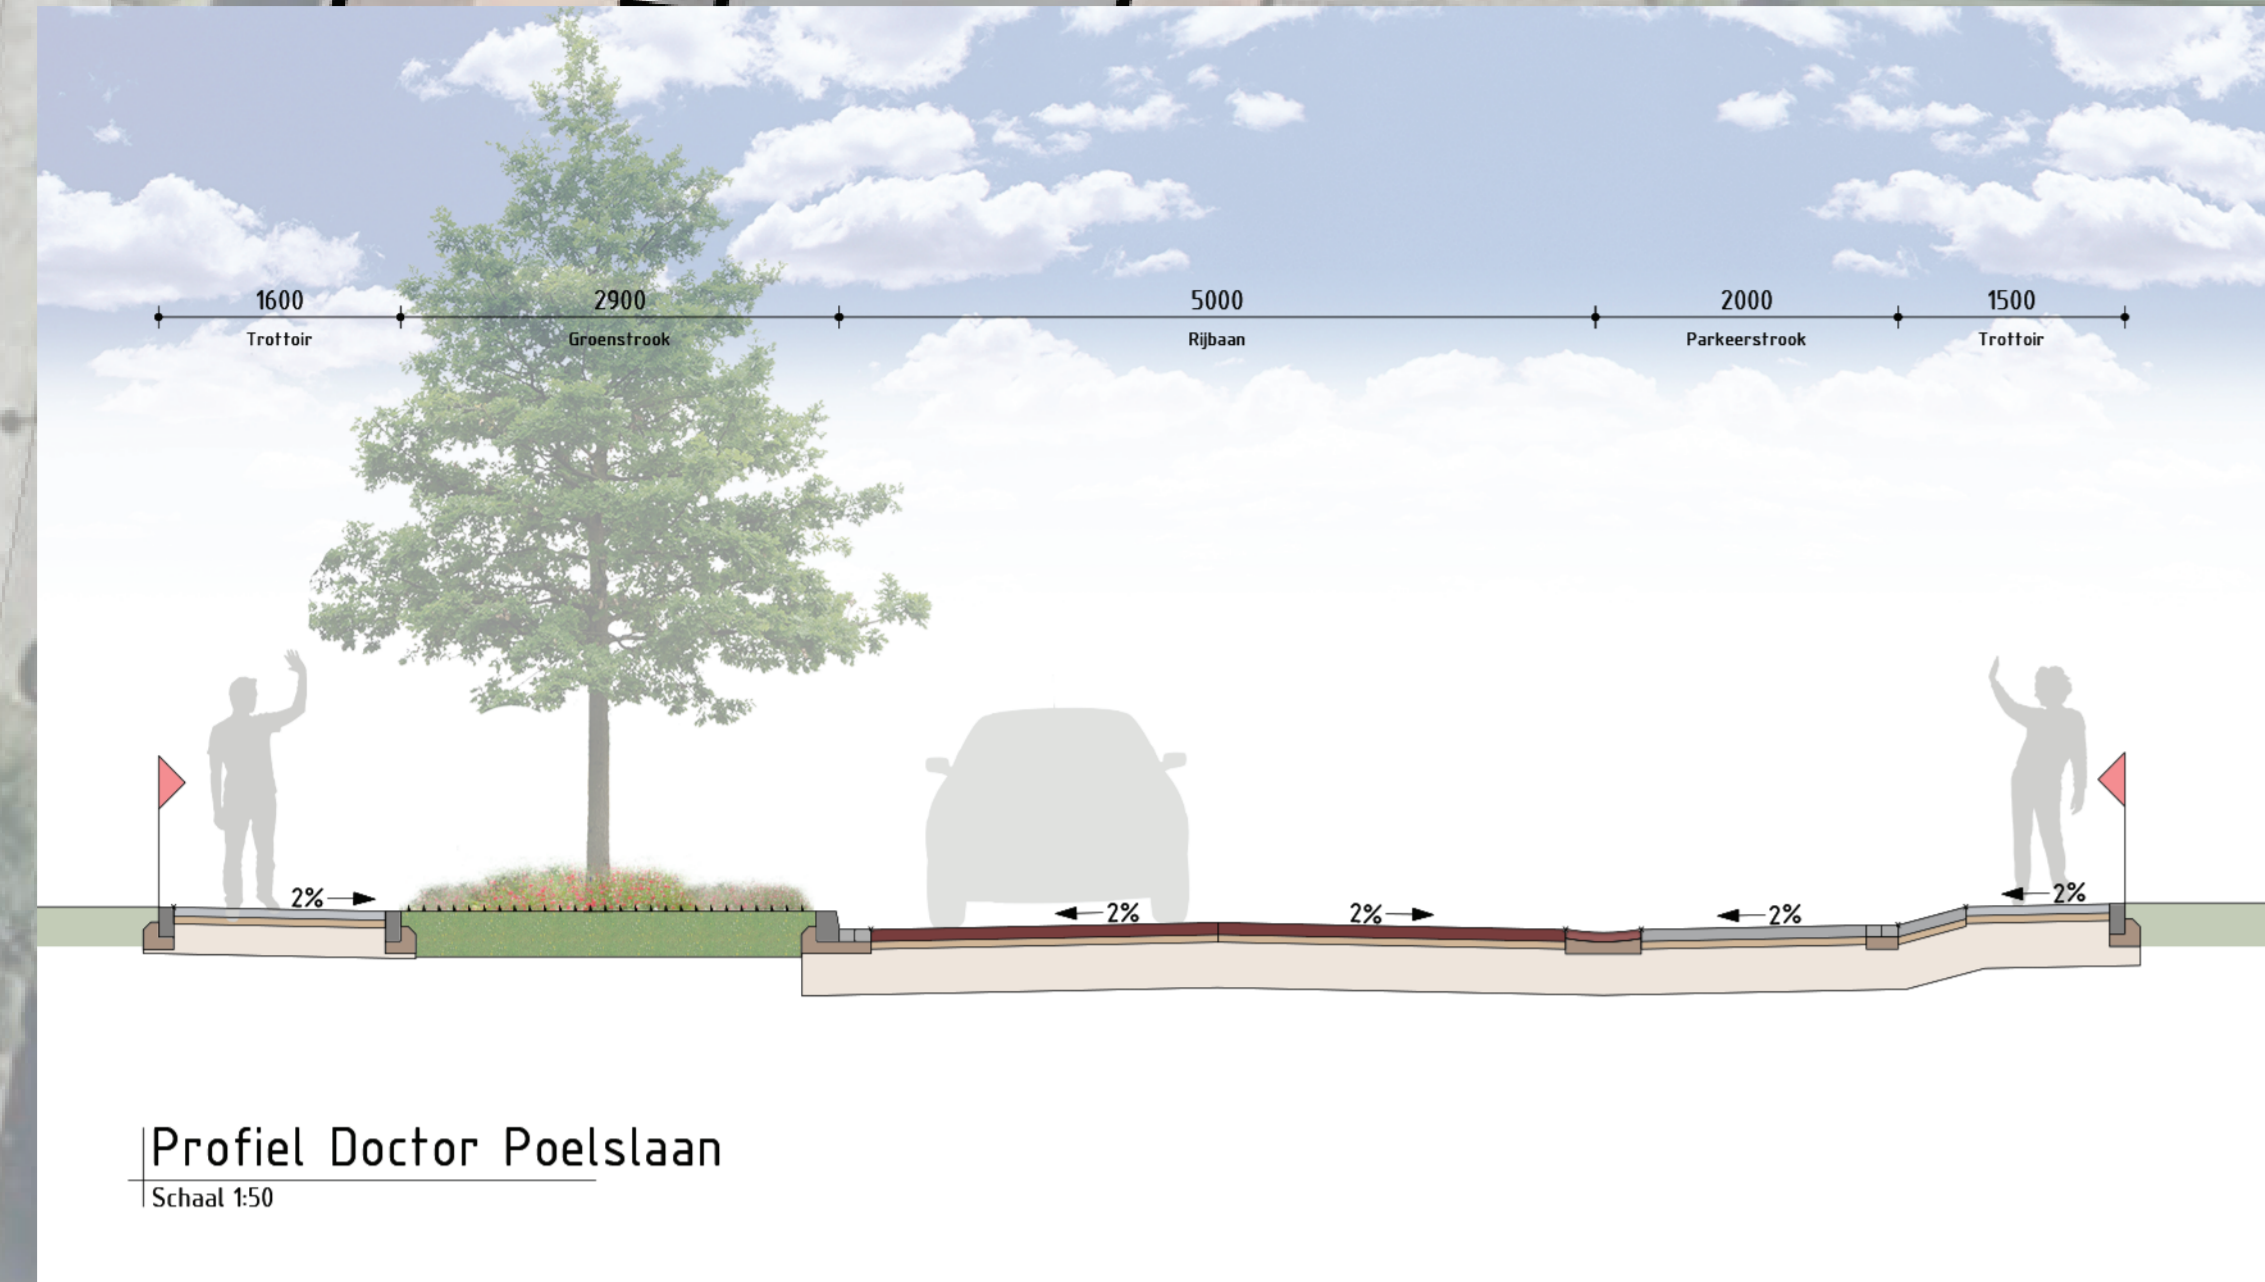 1600 2900 5000 2000 1500
Trottoir Groenstrook Rijbaan Parkeerstrook Trottoir
2% 2% 2% 2% 2%
Profiel Doctor Poelslaan
Schaal 1:50